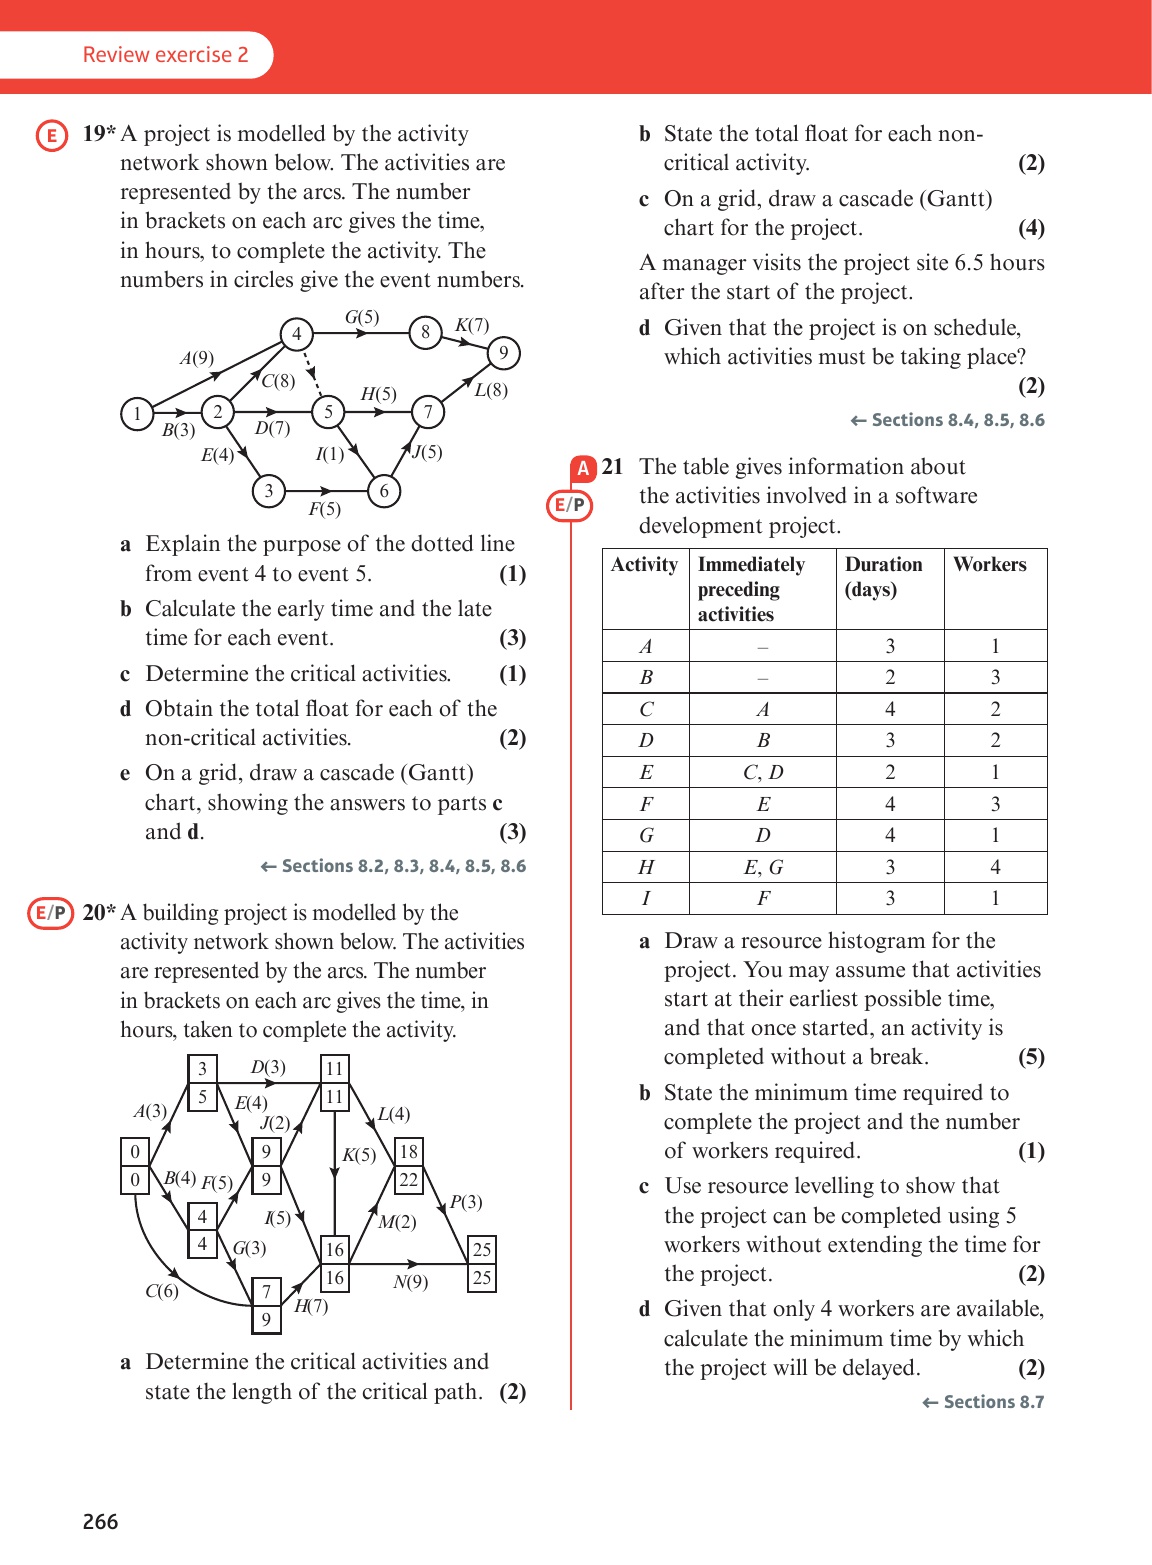 Review exercise 2
E
19* A project is modelled by the activity
network shown below. The activities are
represented by the arcs. The number
in brackets on each arc gives the time,
in hours, to complete the activity. The
numbers in circles give the event numbers.
G(5)
4
8
K(7)
9
A(9)
C(8)
L(8)
H(5)
1
2
5
7
B(3)
D(7)
E(4)
I(1)
J(5)
3
6
F(5)
a Explain the purpose of the dotted line
from event 4 to event 5. (1)
b Calculate the early time and the late
time for each event. (3)
c Determine the critical activities. (1)
d Obtain the total float for each of the
non-critical activities. (2)
e On a grid, draw a cascade (Gantt)
chart, showing the answers to parts c
and d. (3)
← Sections 8.2, 8.3, 8.4, 8.5, 8.6
E/P
20* A building project is modelled by the
activity network shown below. The activities
are represented by the arcs. The number
in brackets on each arc gives the time, in
hours, taken to complete the activity.
3
5
D(3)
11
11
A(3)
E(4)
J(2)
L(4)
0
0
9
9
K(5)
18
22
B(4)
F(5)
P(3)
4
4
I(5)
M(2)
G(3)
16
16
25
25
C(6)
7
9
H(7)
N(9)
a Determine the critical activities and
state the length of the critical path. (2)
b State the total float for each non-
critical activity. (2)
c On a grid, draw a cascade (Gantt)
chart for the project. (4)
A manager visits the project site 6.5 hours
after the start of the project.
d Given that the project is on schedule,
which activities must be taking place?
(2)
← Sections 8.4, 8.5, 8.6
A
E/P
21 The table gives information about
the activities involved in a software
development project.
Activity Immediately preceding activities Duration (days) Workers
A – 3 1
B – 2 3
C A 4 2
D B 3 2
E C, D 2 1
F E 4 3
G D 4 1
H E, G 3 4
I F 3 1
a Draw a resource histogram for the
project. You may assume that activities
start at their earliest possible time,
and that once started, an activity is
completed without a break. (5)
b State the minimum time required to
complete the project and the number
of workers required. (1)
c Use resource levelling to show that
the project can be completed using 5
workers without extending the time for
the project. (2)
d Given that only 4 workers are available,
calculate the minimum time by which
the project will be delayed. (2)
← Sections 8.7
266